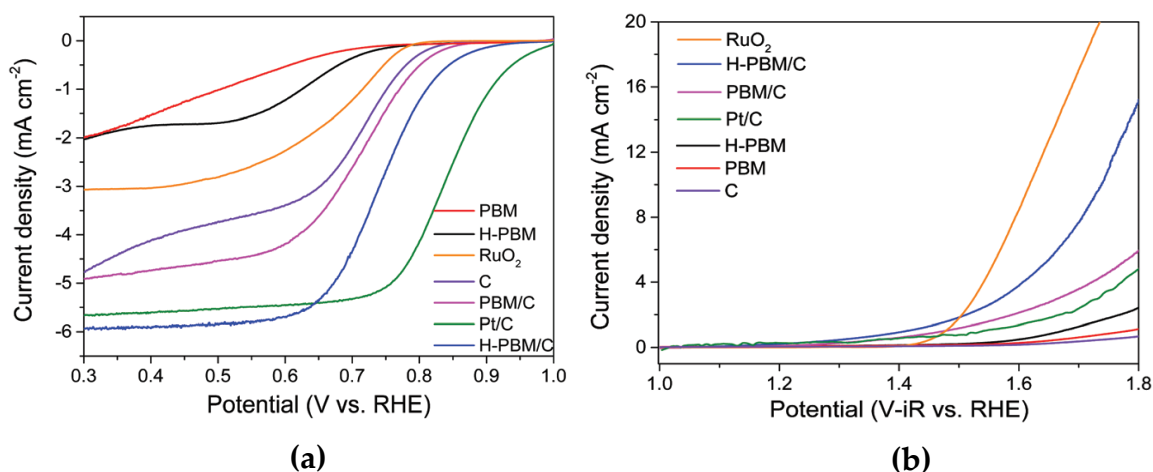 0
-1
-2
-3
-4
-5
-6
Current density (mA cm⁻²)
PBM
H-PBM
RuO₂
C
PBM/C
Pt/C
H-PBM/C
0.3 0.4 0.5 0.6 0.7 0.8 0.9 1.0
Potential (V vs. RHE)
(a)
20
16
12
8
4
0
Current density (mA cm⁻²)
RuO₂
H-PBM/C
PBM/C
Pt/C
H-PBM
PBM
C
1.0 1.2 1.4 1.6 1.8
Potential (V-iR vs. RHE)
(b)